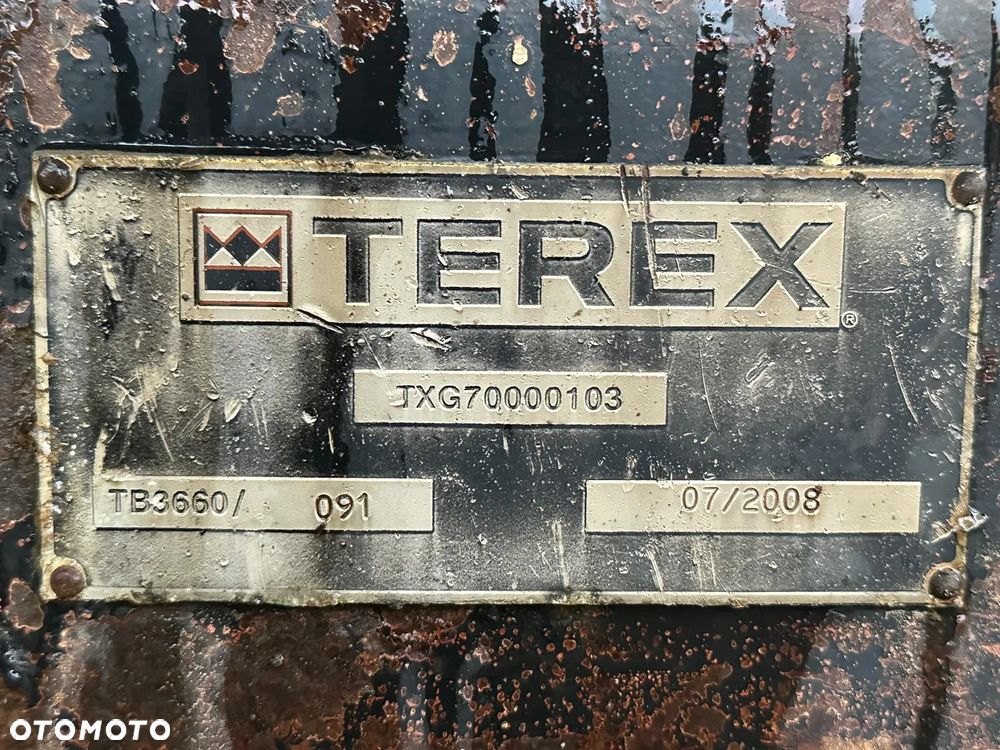 TEREX®
TXG70000103
TB3660/ 091
07/2008
OTOMOTO